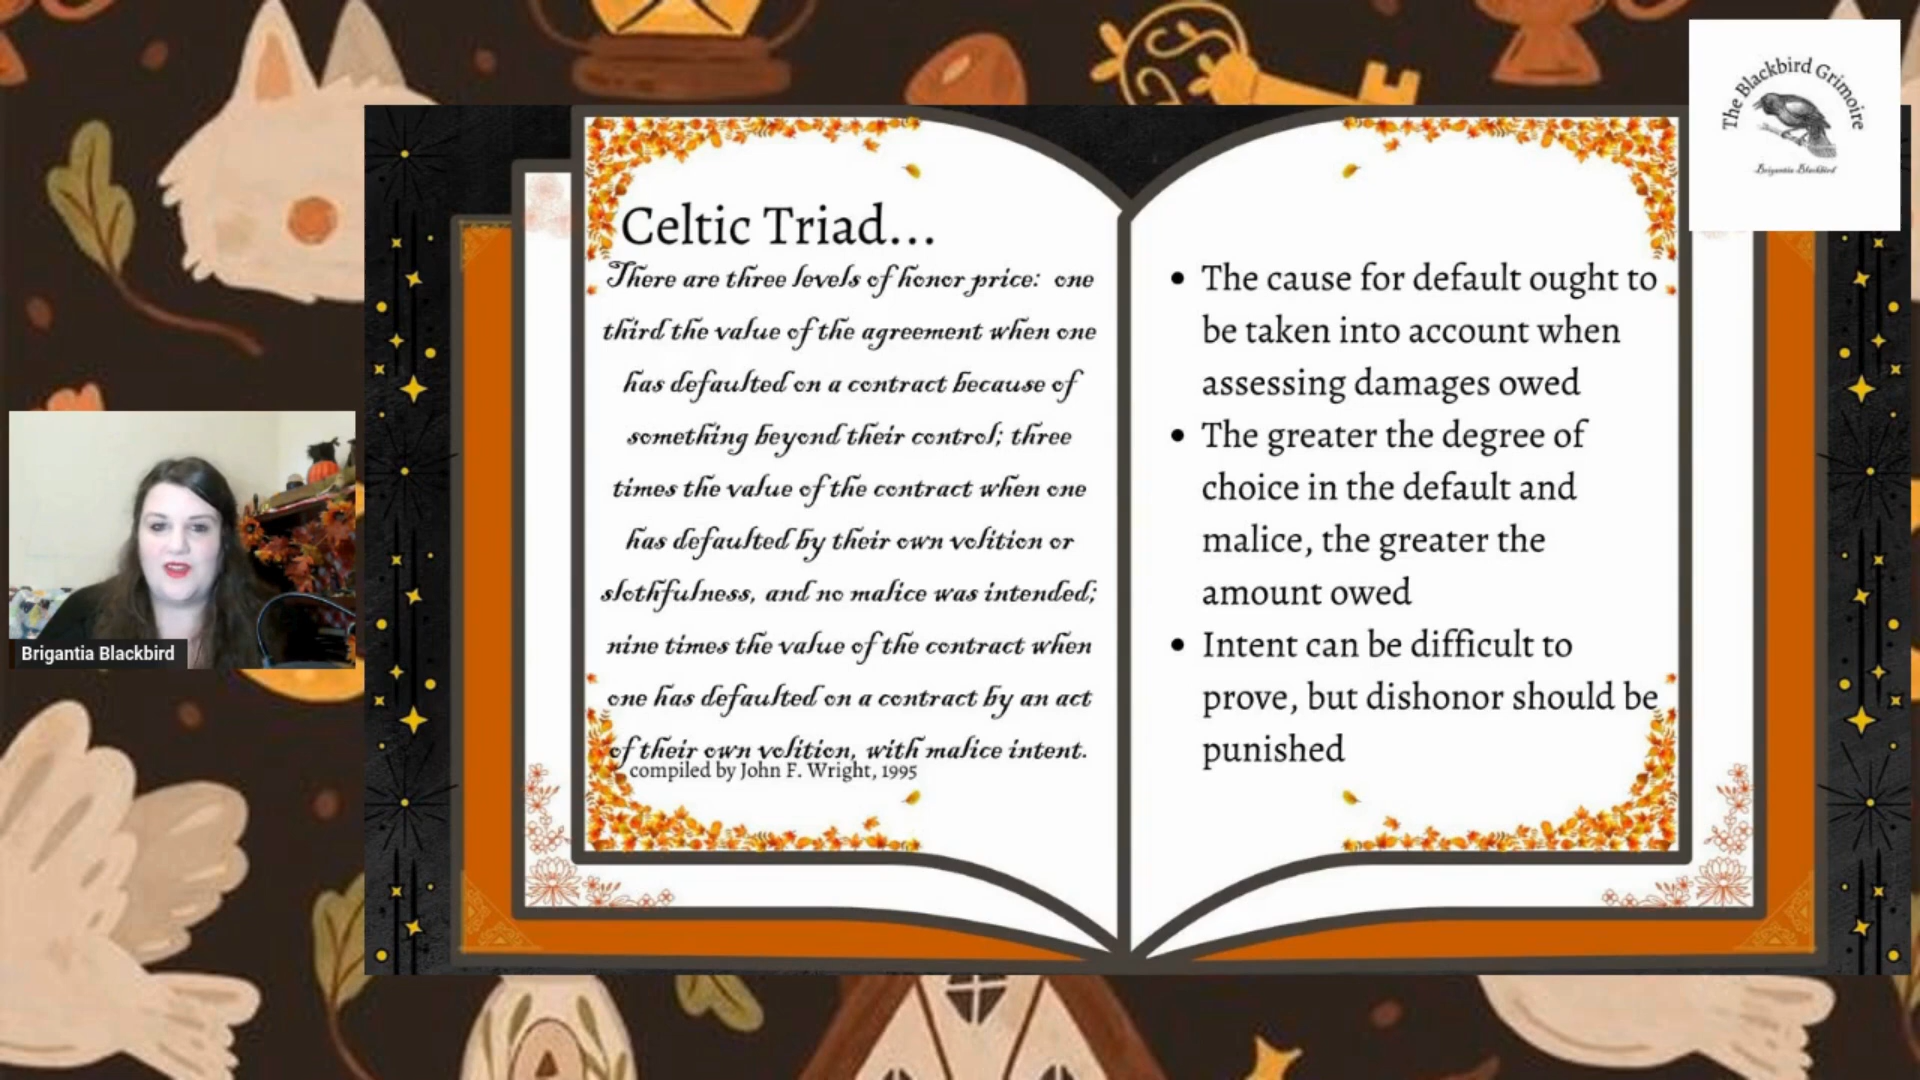 The Blackbird Grimoire
Brigantia Blackbird
Celtic Triad...
There are three levels of honor price: one
third the value of the agreement when one
has defaulted on a contract because of
something beyond their control; three
times the value of the contract when one
has defaulted by their own volition or
slothfulness, and no malice was intended;
nine times the value of the contract when
one has defaulted on a contract by an act
of their own volition, with malice intent.
compiled by John F. Wright, 1995
• The cause for default ought to
be taken into account when
assessing damages owed
• The greater the degree of
choice in the default and
malice, the greater the
amount owed
• Intent can be difficult to
prove, but dishonor should be
punished
Brigantia Blackbird